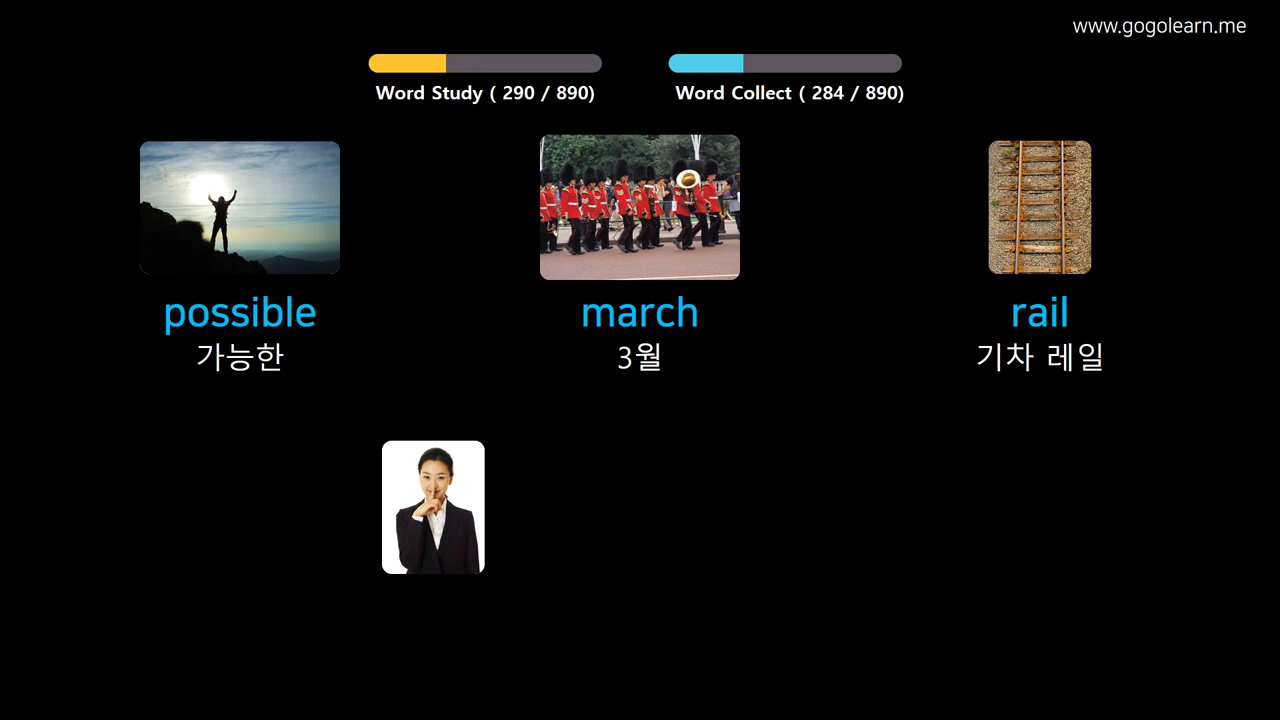 www.gogolearn.me
Word Study ( 290 / 890)
Word Collect ( 284 / 890)
possible
march
rail
가능한
3월
기차 레일